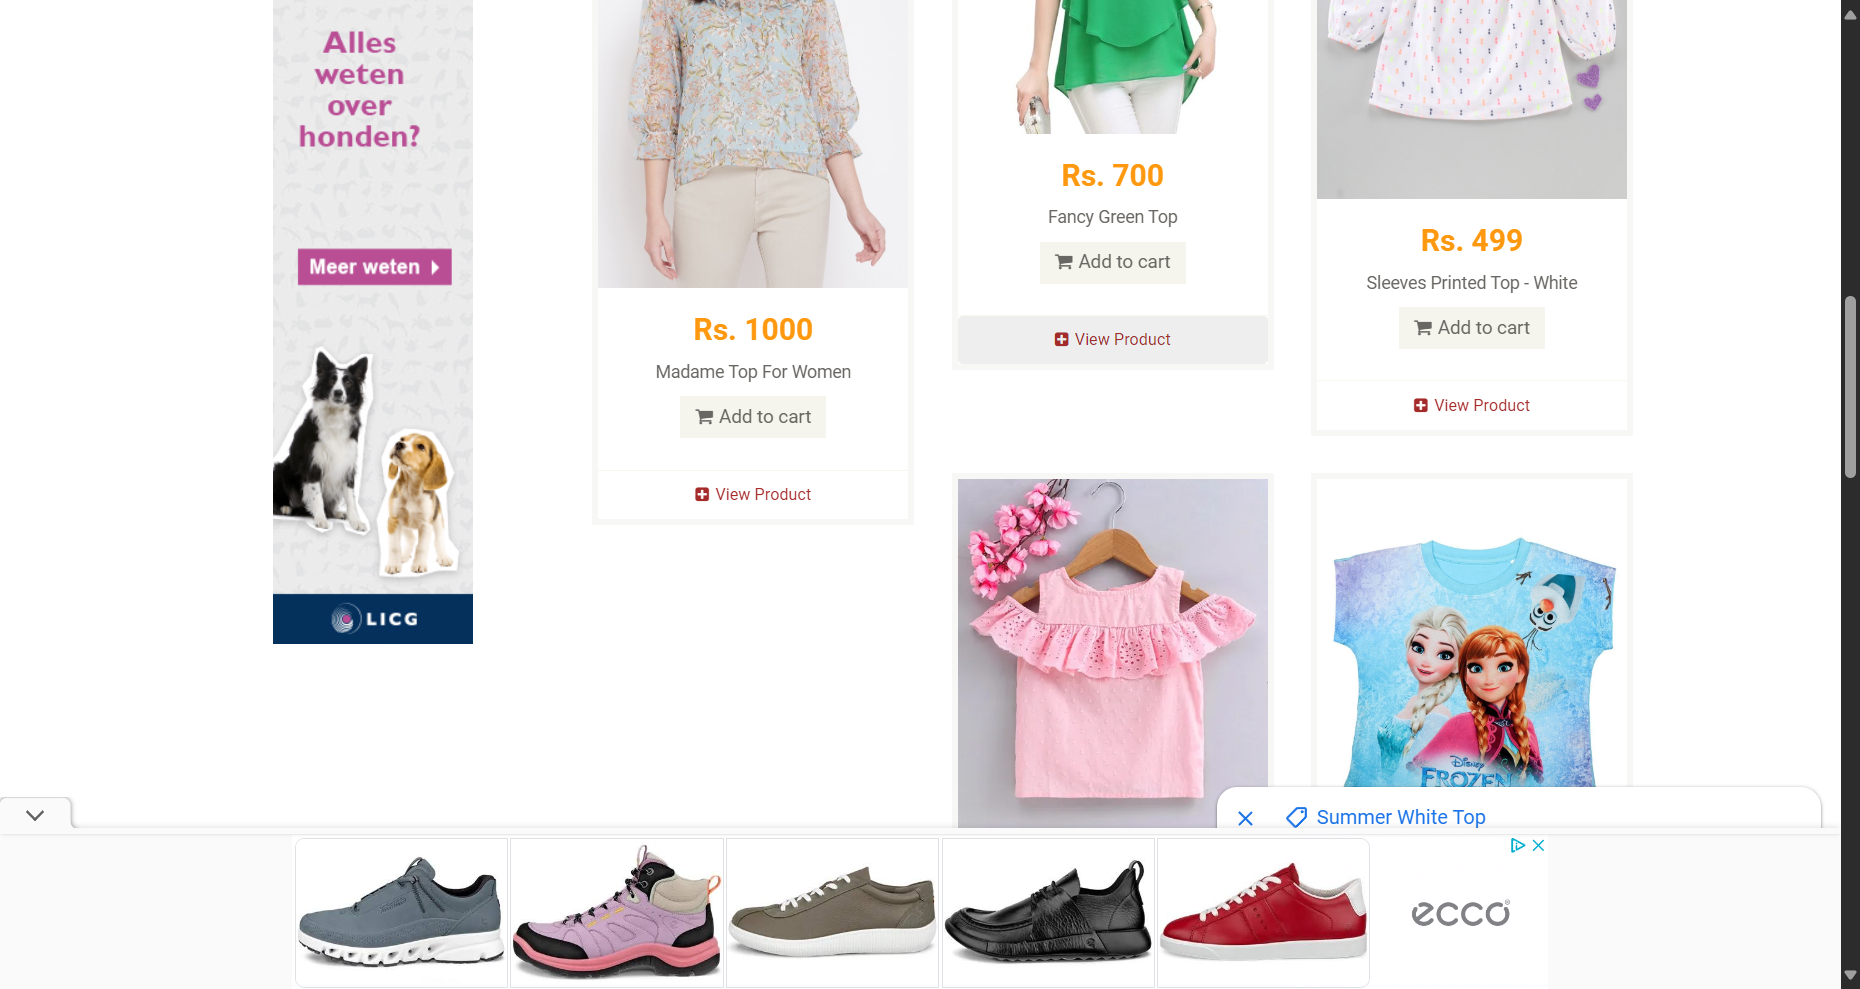 Alles
weten
over
honden?
Meer weten
LICG
Rs. 1000
Madame Top For Women
Add to cart
View Product
Rs. 700
Fancy Green Top
Add to cart
View Product
Rs. 499
Sleeves Printed Top - White
Add to cart
View Product
Disney
FROZEN
Summer White Top
ecco